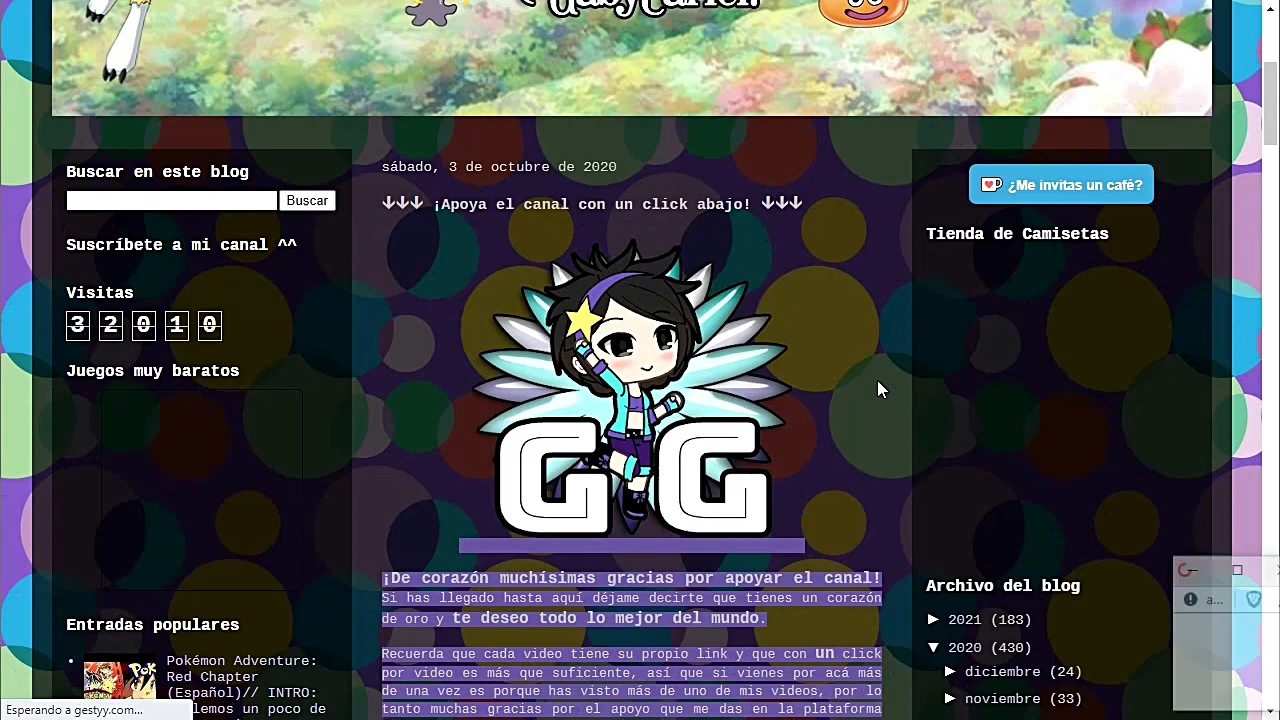 GabyGamer!
Buscar en este blog
Buscar
Suscríbete a mi canal ^^
Visitas
3 2 0 1 0
Juegos muy baratos
Entradas populares
Pokémon Adventure:
Red Chapter
(Español)// INTRO:
lemos un poco de
Esperando a gestyy.com...
sábado, 3 de octubre de 2020
↓↓↓ ¡Apoya el canal con un click abajo! ↓↓↓
G G
¡De corazón muchísimas gracias por apoyar el canal!
Si has llegado hasta aquí déjame decirte que tienes un corazón
de oro y te deseo todo lo mejor del mundo.
Recuerda que cada video tiene su propio link y que con un click
por video es más que suficiente, así que si vienes por acá más
de una vez es porque has visto más de uno de mis videos, por lo
tanto muchas gracias por el apoyo que me das en la plataforma
¿Me invitas un café?
Tienda de Camisetas
Archivo del blog
► 2021 (183)
▼ 2020 (430)
► diciembre (24)
► noviembre (33)
a...